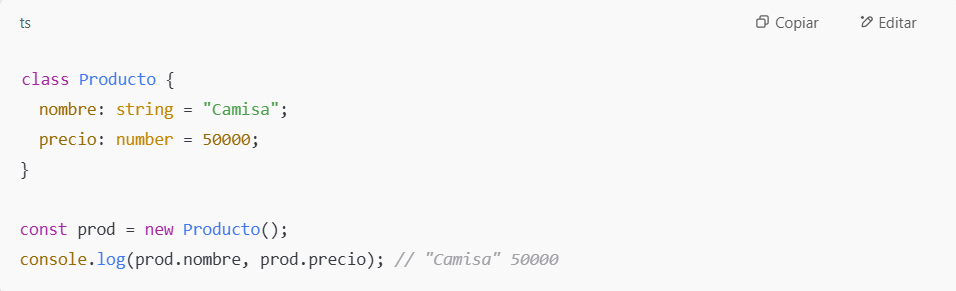 ts
Copiar
Editar
class Producto {
  nombre: string = "Camisa";
  precio: number = 50000;
}
const prod = new Producto();
console.log(prod.nombre, prod.precio); // "Camisa" 50000